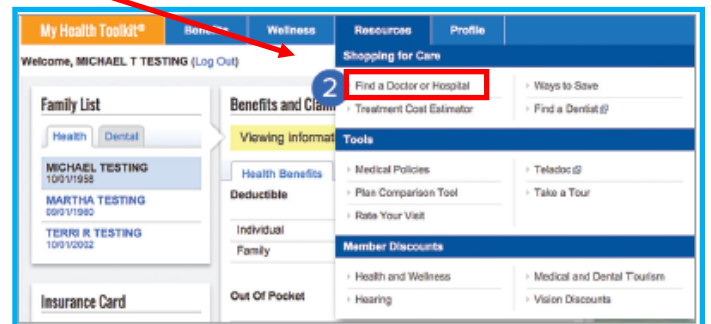 My Health Toolkit®
Benefits
Wellness
Resources
Profile
Welcome, MICHAEL T TESTING (Log Out)
Shopping for Care
2
Find a Doctor or Hospital
Ways to Save
Treatment Cost Estimator
Find a Dentist
Family List
Health
Dental
MICHAEL TESTING
10/01/1958
MARTHA TESTING
09/01/1960
TERRI R TESTING
10/01/2002
Insurance Card
Benefits and Claim
Viewing informat
Health Benefits
Deductible
Individual
Family
Out Of Pocket
Tools
Medical Policies
Teladoc
Plan Comparison Tool
Take a Tour
Rate Your Visit
Member Discounts
Health and Wellness
Medical and Dental Tourism
Hearing
Vision Discounts